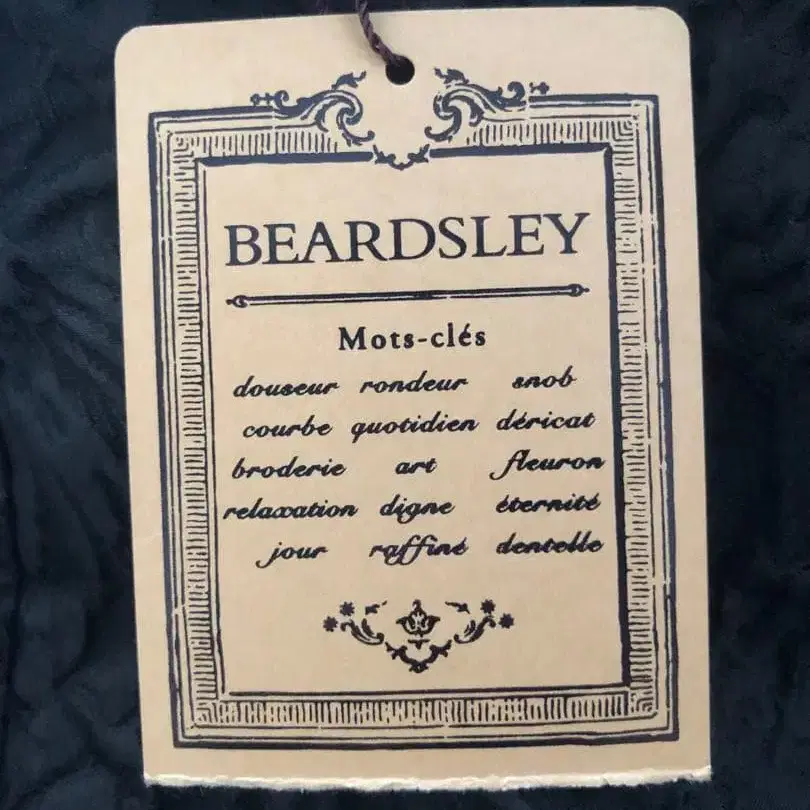 BEARDSLEY
Mots-clés
douseur rondeur snob
courbe quotidien déricat
broderie art fleuron
relaxation digne éternité
jour raffiné dentelle